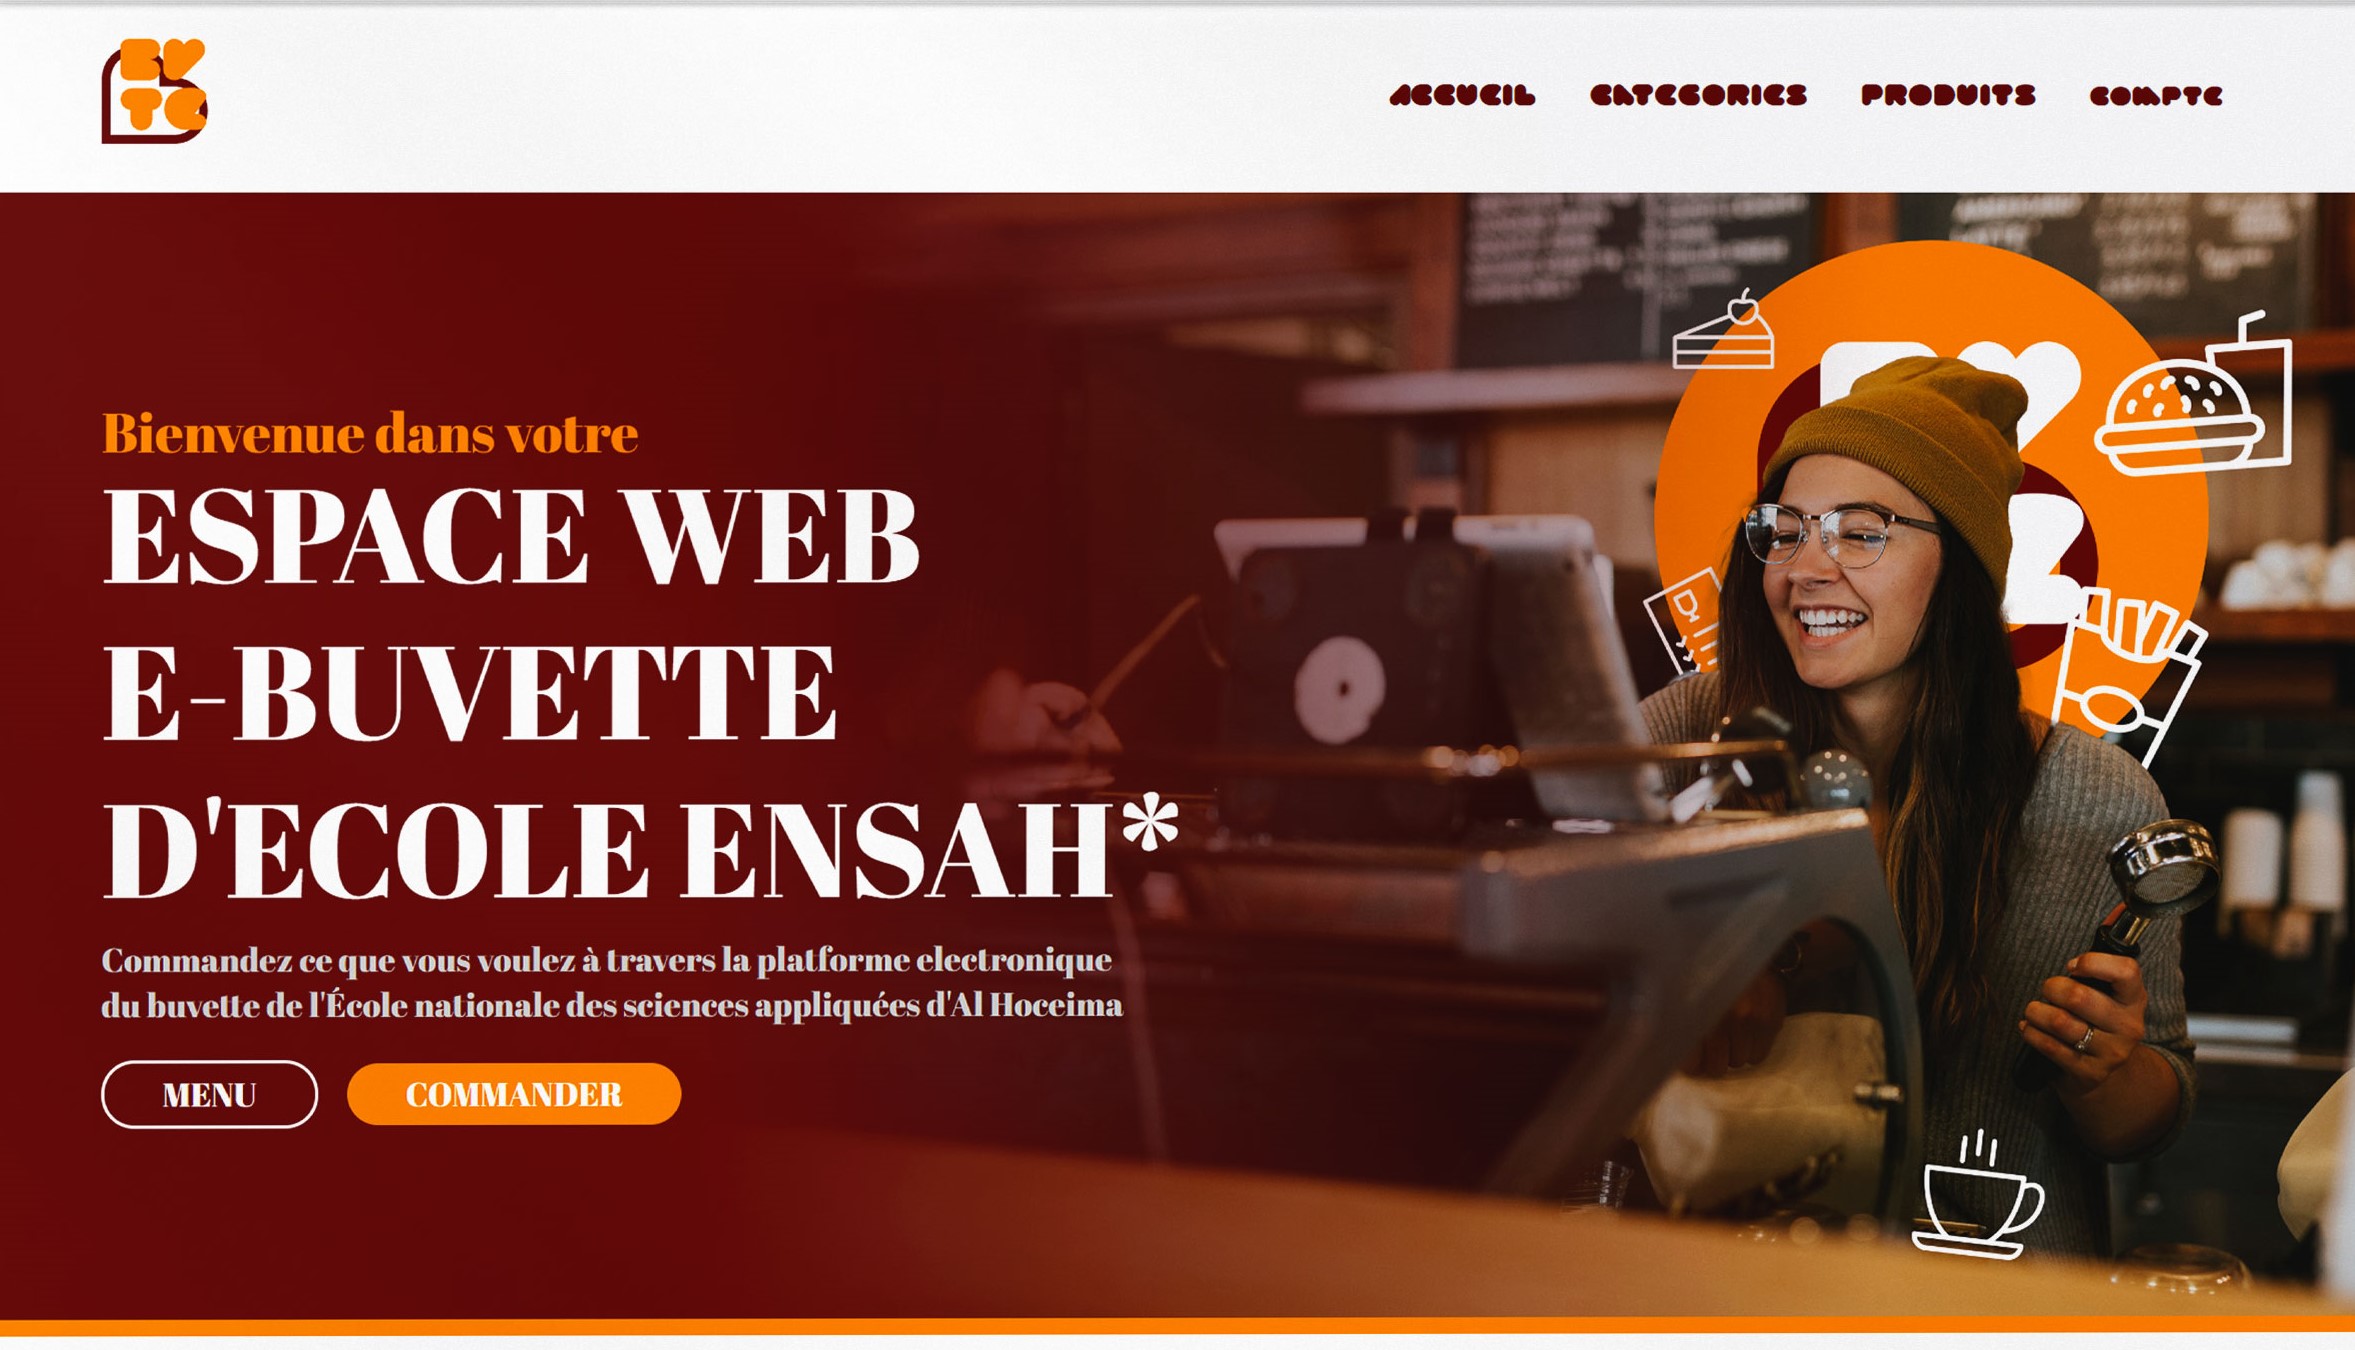 BV
TE
ACCUEIL CATEGORIES PRODUITS COMPTE
Bienvenue dans votre
ESPACE WEB
E-BUVETTE
D'ECOLE ENSAH*
Commandez ce que vous voulez à travers la platforme electronique
du buvette de l'École nationale des sciences appliquées d'Al Hoceima
MENU COMMANDER